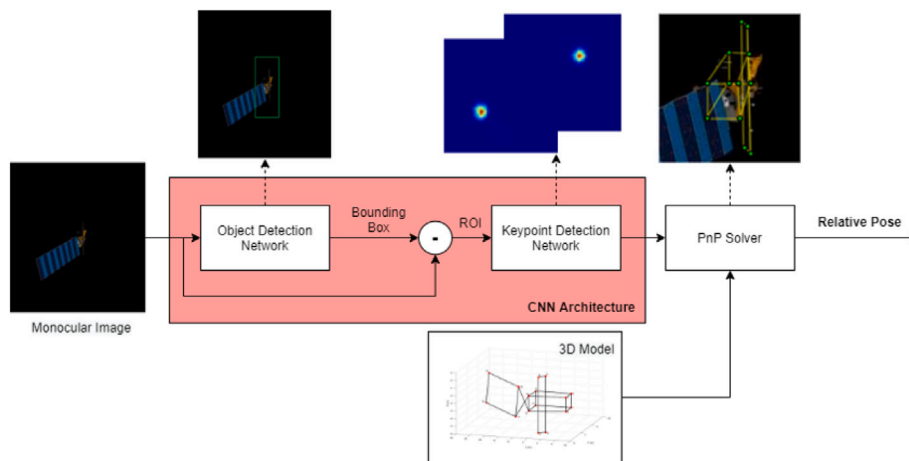 Monocular Image
Object Detection
Network
Bounding
Box
-
ROI
Keypoint Detection
Network
CNN Architecture
PnP Solver
Relative Pose
3D Model